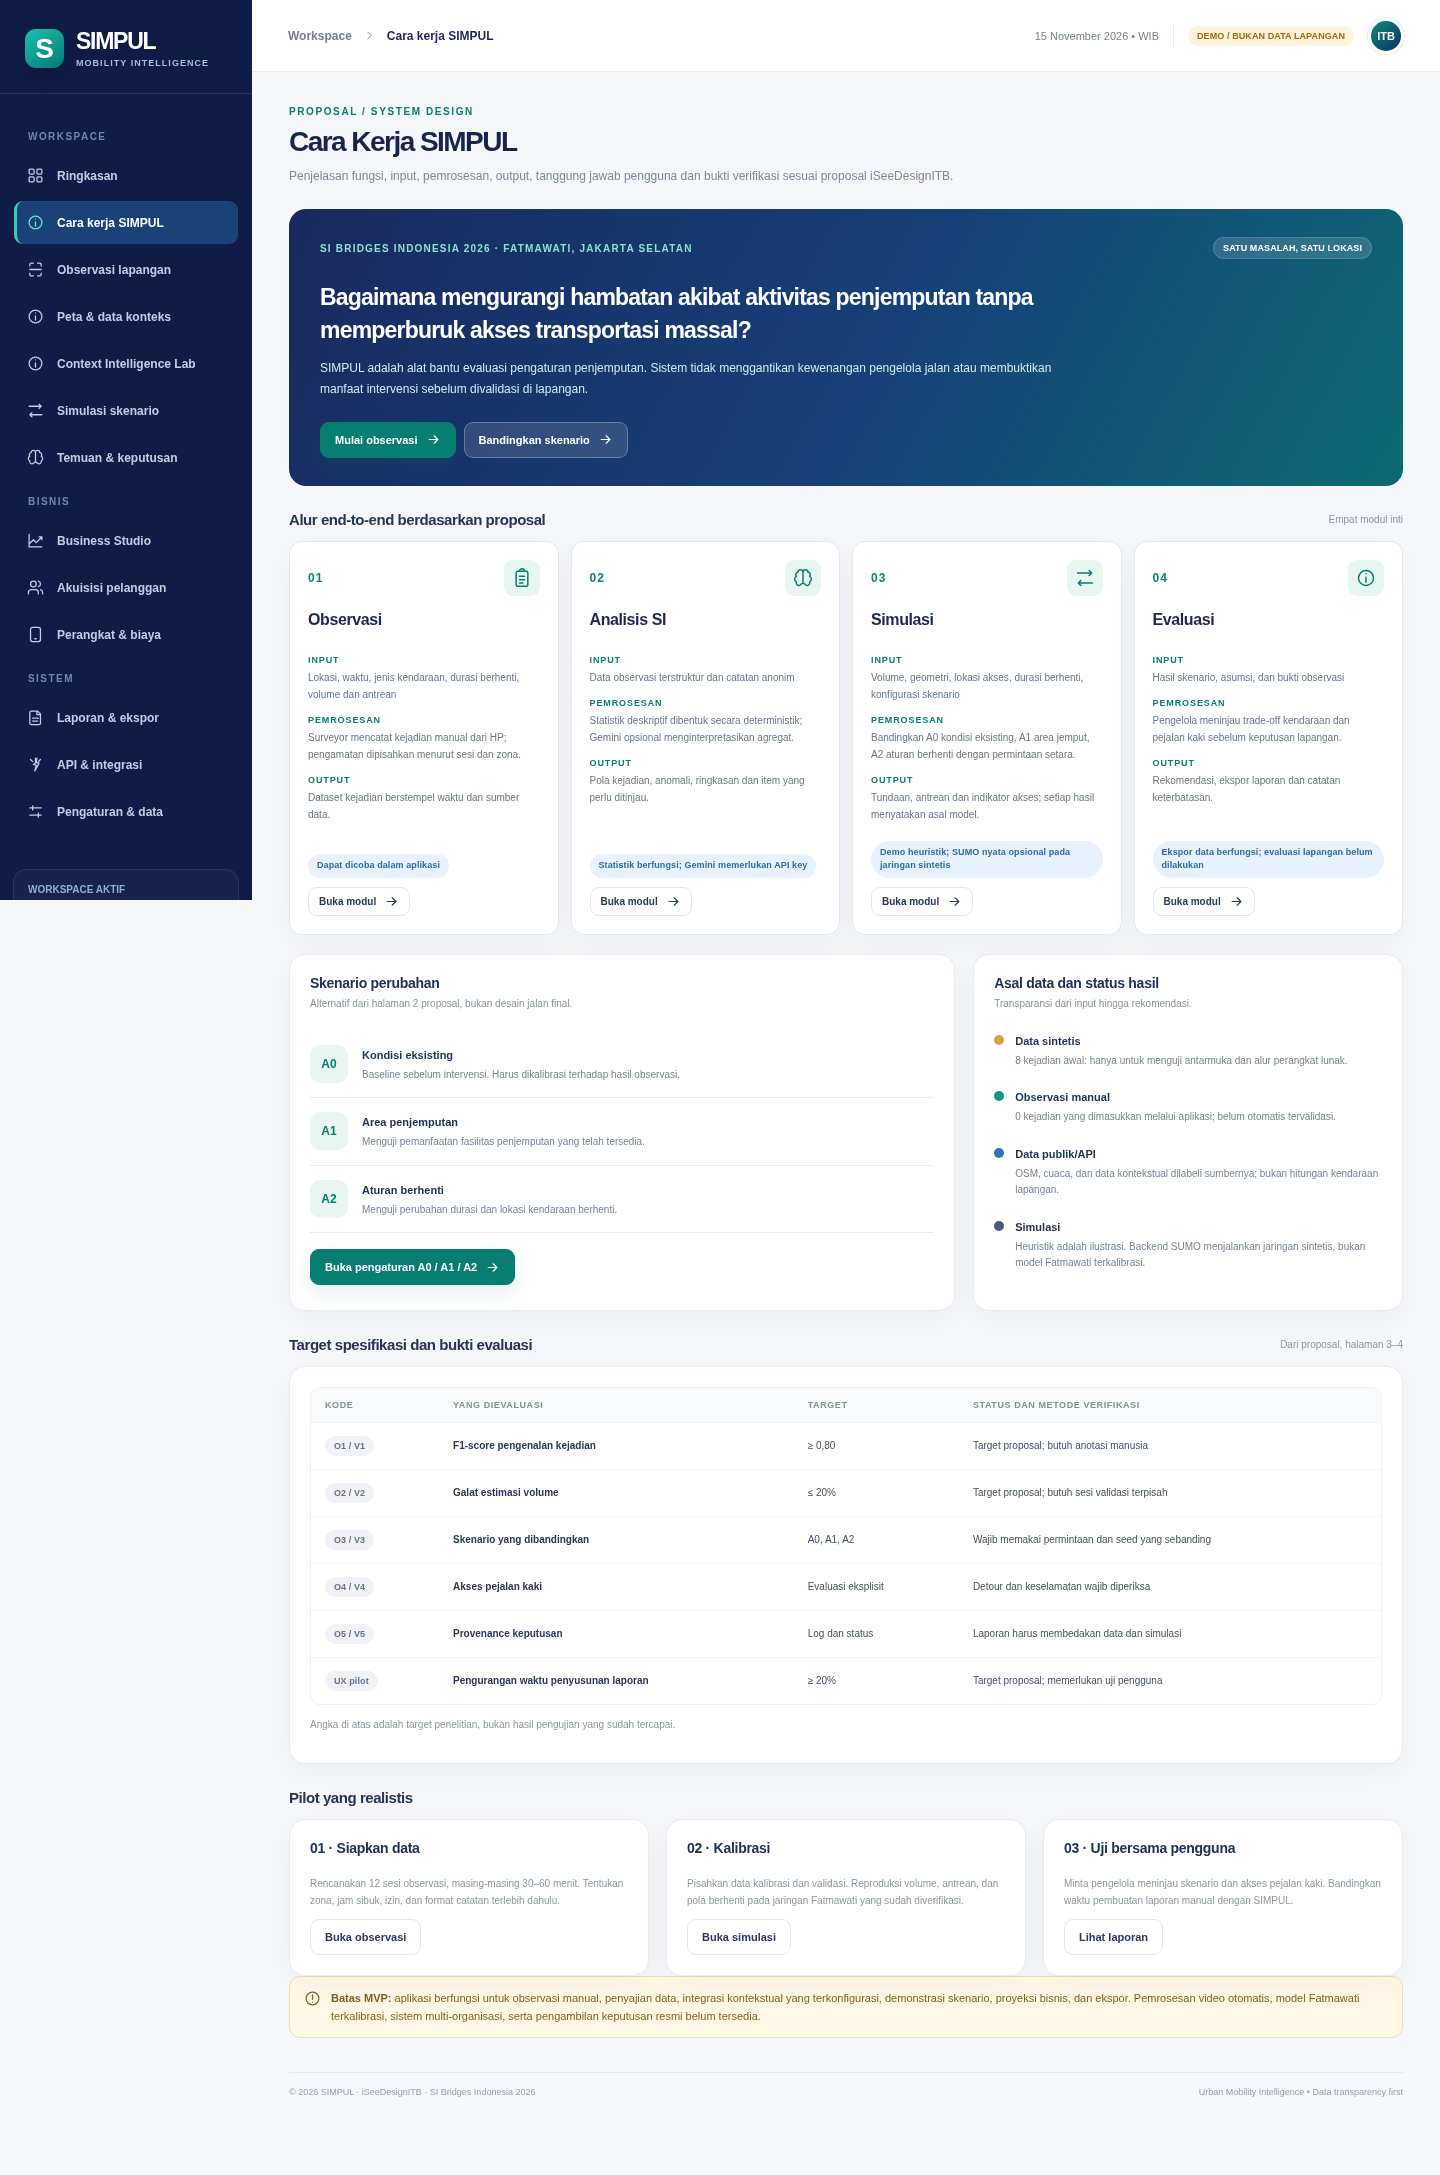 S
SIMPUL
MOBILITY INTELLIGENCE
WORKSPACE
Ringkasan
Cara kerja SIMPUL
Observasi lapangan
Peta & data konteks
Context Intelligence Lab
Simulasi skenario
Temuan & keputusan
BISNIS
Business Studio
Akuisisi pelanggan
Perangkat & biaya
SISTEM
Laporan & ekspor
API & integrasi
Pengaturan & data
WORKSPACE AKTIF
Workspace
Cara kerja SIMPUL
15 November 2026 • WIB
DEMO / BUKAN DATA LAPANGAN
ITB
PROPOSAL / SYSTEM DESIGN
Cara Kerja SIMPUL
Penjelasan fungsi, input, pemrosesan, output, tanggung jawab pengguna dan bukti verifikasi sesuai proposal iSeeDesignITB.
SI BRIDGES INDONESIA 2026 · FATMAWATI, JAKARTA SELATAN
SATU MASALAH, SATU LOKASI
Bagaimana mengurangi hambatan akibat aktivitas penjemputan tanpa
memperburuk akses transportasi massal?
SIMPUL adalah alat bantu evaluasi pengaturan penjemputan. Sistem tidak menggantikan kewenangan pengelola jalan atau membuktikan
manfaat intervensi sebelum divalidasi di lapangan.
Mulai observasi
Bandingkan skenario
Alur end-to-end berdasarkan proposal
Empat modul inti
01
Observasi
INPUT
Lokasi, waktu, jenis kendaraan, durasi berhenti,
volume dan antrean
PEMROSESAN
Surveyor mencatat kejadian manual dari HP;
pengamatan dipisahkan menurut sesi dan zona.
OUTPUT
Dataset kejadian berstempel waktu dan sumber
data.
Dapat dicoba dalam aplikasi
Buka modul
02
Analisis SI
INPUT
Data observasi terstruktur dan catatan anonim
PEMROSESAN
Statistik deskriptif dibentuk secara deterministik;
Gemini opsional menginterpretasikan agregat.
OUTPUT
Pola kejadian, anomali, ringkasan dan item yang
perlu ditinjau.
Statistik berfungsi; Gemini memerlukan API key
Buka modul
03
Simulasi
INPUT
Volume, geometri, lokasi akses, durasi berhenti,
konfigurasi skenario
PEMROSESAN
Bandingkan A0 kondisi eksisting, A1 area jemput,
A2 aturan berhenti dengan permintaan setara.
OUTPUT
Tundaan, antrean dan indikator akses; setiap hasil
menyatakan asal model.
Demo heuristik; SUMO nyata opsional pada
jaringan sintetis
Buka modul
04
Evaluasi
INPUT
Hasil skenario, asumsi, dan bukti observasi
PEMROSESAN
Pengelola meninjau trade-off kendaraan dan
pejalan kaki sebelum keputusan lapangan.
OUTPUT
Rekomendasi, ekspor laporan dan catatan
keterbatasan.
Ekspor data berfungsi; evaluasi lapangan belum
dilakukan
Buka modul
Skenario perubahan
Alternatif dari halaman 2 proposal, bukan desain jalan final.
A0
Kondisi eksisting
Baseline sebelum intervensi. Harus dikalibrasi terhadap hasil observasi.
A1
Area penjemputan
Menguji pemanfaatan fasilitas penjemputan yang telah tersedia.
A2
Aturan berhenti
Menguji perubahan durasi dan lokasi kendaraan berhenti.
Buka pengaturan A0 / A1 / A2
Asal data dan status hasil
Transparansi dari input hingga rekomendasi.
Data sintetis
8 kejadian awal: hanya untuk menguji antarmuka dan alur perangkat lunak.
Observasi manual
0 kejadian yang dimasukkan melalui aplikasi; belum otomatis tervalidasi.
Data publik/API
OSM, cuaca, dan data kontekstual dilabeli sumbernya; bukan hitungan kendaraan
lapangan.
Simulasi
Heuristik adalah ilustrasi. Backend SUMO menjalankan jaringan sintetis, bukan
model Fatmawati terkalibrasi.
Target spesifikasi dan bukti evaluasi
Dari proposal, halaman 3–4
KODE YANG DIEVALUASI TARGET STATUS DAN METODE VERIFIKASI
O1 / V1 F1-score pengenalan kejadian ≥ 0,80 Target proposal; butuh anotasi manusia
O2 / V2 Galat estimasi volume ≤ 20% Target proposal; butuh sesi validasi terpisah
O3 / V3 Skenario yang dibandingkan A0, A1, A2 Wajib memakai permintaan dan seed yang sebanding
O4 / V4 Akses pejalan kaki Evaluasi eksplisit Detour dan keselamatan wajib diperiksa
O5 / V5 Provenance keputusan Log dan status Laporan harus membedakan data dan simulasi
UX pilot Pengurangan waktu penyusunan laporan ≥ 20% Target proposal; memerlukan uji pengguna
Angka di atas adalah target penelitian, bukan hasil pengujian yang sudah tercapai.
Pilot yang realistis
01 · Siapkan data
Rencanakan 12 sesi observasi, masing-masing 30–60 menit. Tentukan
zona, jam sibuk, izin, dan format catatan terlebih dahulu.
Buka observasi
02 · Kalibrasi
Pisahkan data kalibrasi dan validasi. Reproduksi volume, antrean, dan
pola berhenti pada jaringan Fatmawati yang sudah diverifikasi.
Buka simulasi
03 · Uji bersama pengguna
Minta pengelola meninjau skenario dan akses pejalan kaki. Bandingkan
waktu pembuatan laporan manual dengan SIMPUL.
Lihat laporan
Batas MVP: aplikasi berfungsi untuk observasi manual, penyajian data, integrasi kontekstual yang terkonfigurasi, demonstrasi skenario, proyeksi bisnis, dan ekspor. Pemrosesan video otomatis, model Fatmawati
terkalibrasi, sistem multi-organisasi, serta pengambilan keputusan resmi belum tersedia.
© 2026 SIMPUL · iSeeDesignITB · SI Bridges Indonesia 2026
Urban Mobility Intelligence • Data transparency first